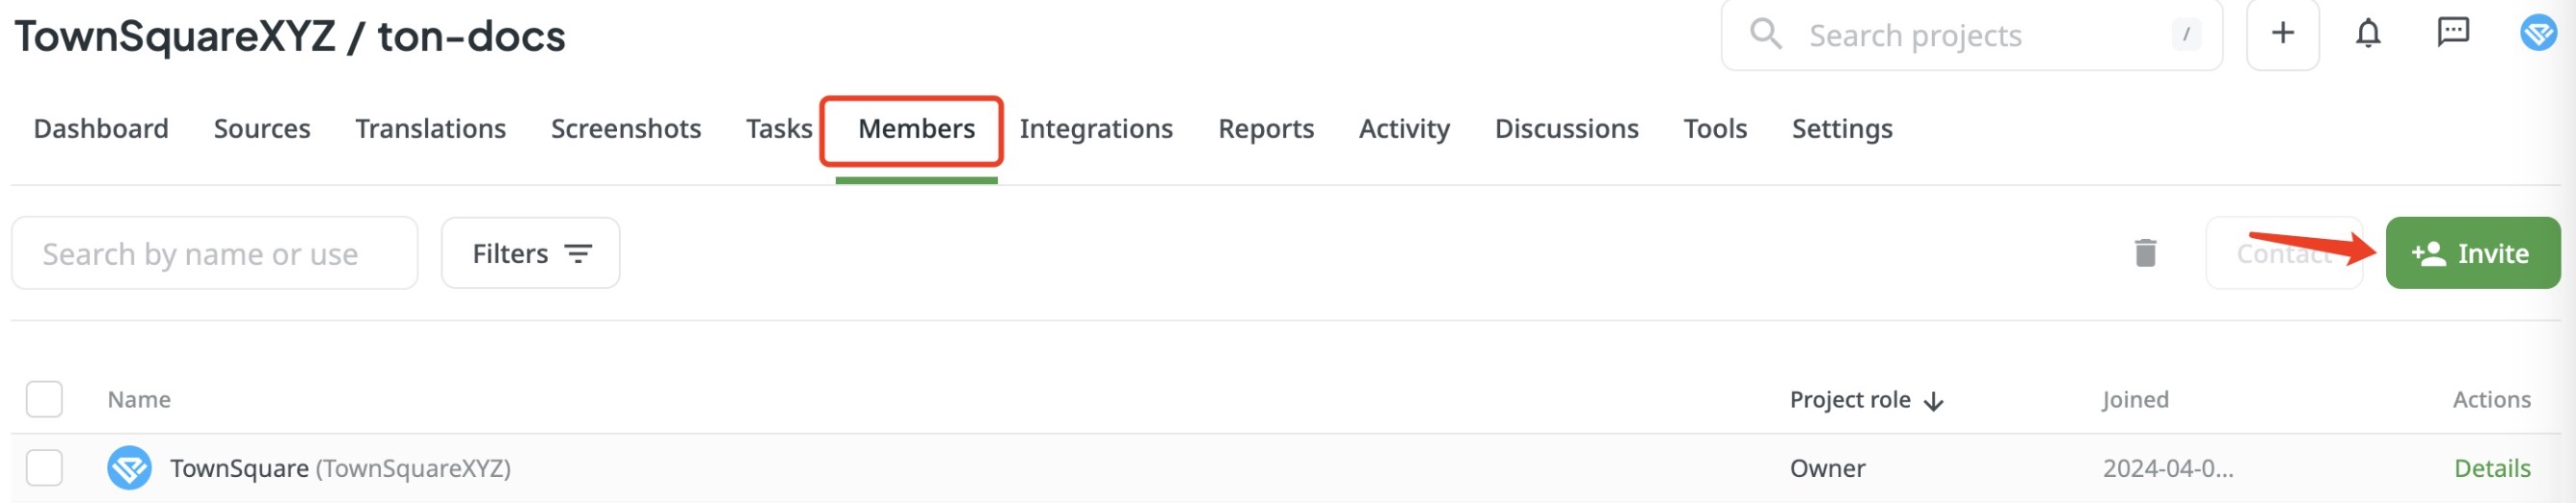 TownSquareXYZ / ton-docs
Search projects /
Dashboard Sources Translations Screenshots Tasks Members Integrations Reports Activity Discussions Tools Settings
Search by name or use Filters Contact Invite
Name Project role Joined Actions
TownSquare (TownSquareXYZ) Owner 2024-04-0... Details